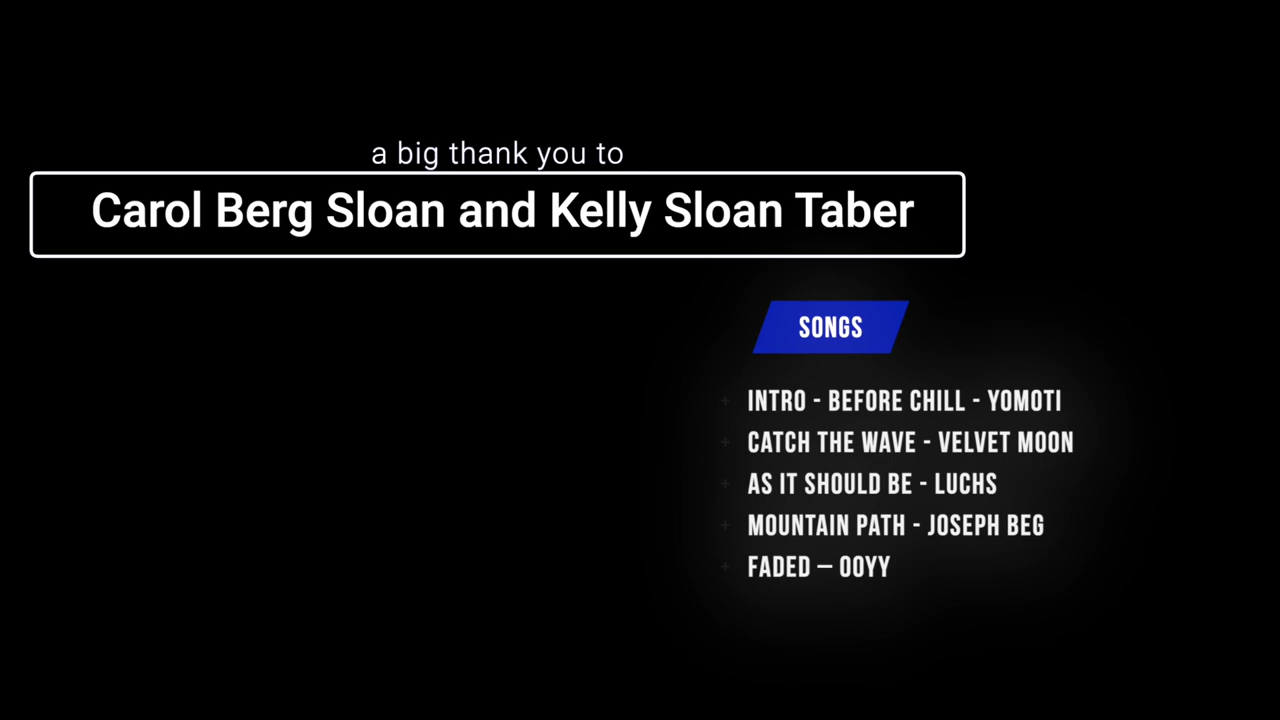 a big thank you to
Carol Berg Sloan and Kelly Sloan Taber
SONGS
+ INTRO - BEFORE CHILL - YOMOTI
+ CATCH THE WAVE - VELVET MOON
+ AS IT SHOULD BE - LUCHS
+ MOUNTAIN PATH - JOSEPH BEG
+ FADED – OOYY